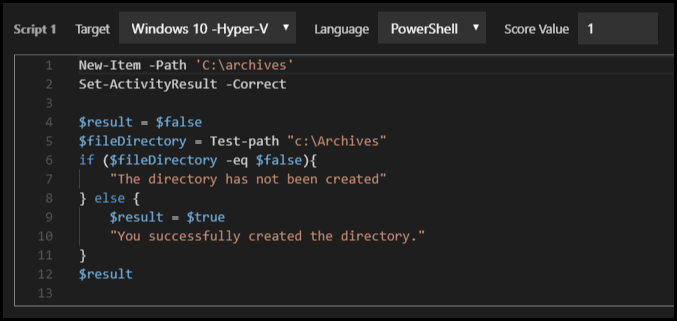 Script 1 Target Windows 10 -Hyper-V Language PowerShell Score Value 1
1 New-Item -Path 'C:\archives'
2 Set-ActivityResult -Correct
3
4 $result = $false
5 $fileDirectory = Test-path "c:\Archives"
6 if ($fileDirectory -eq $false){
7 "The directory has not been created"
8 } else {
9 $result = $true
10 "You successfully created the directory."
11 }
12 $result
13